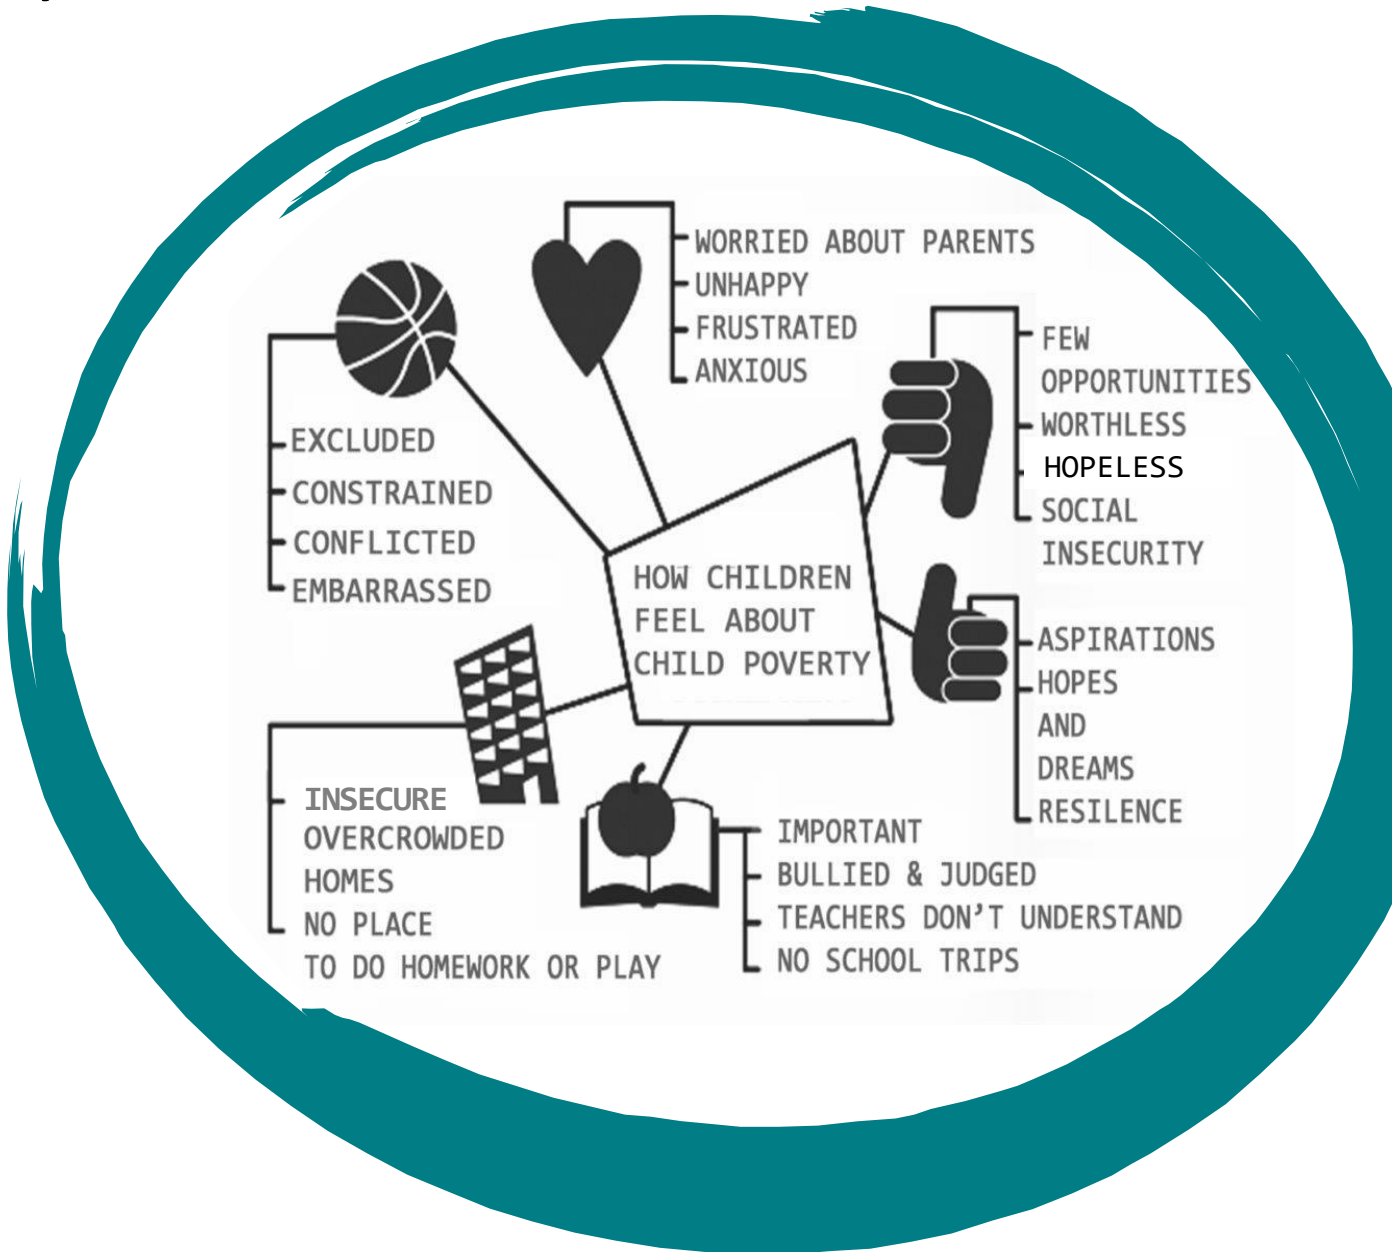 WORRIED ABOUT PARENTS
UNHAPPY
FRUSTRATED
ANXIOUS
FEW
OPPORTUNITIES
WORTHLESS
HOPELESS
SOCIAL
INSECURITY
EXCLUDED
CONSTRAINED
CONFLICTED
EMBARRASSED
HOW CHILDREN
FEEL ABOUT
CHILD POVERTY
ASPIRATIONS
HOPES
AND
DREAMS
RESILENCE
INSECURE
OVERCROWDED
HOMES
NO PLACE
TO DO HOMEWORK OR PLAY
IMPORTANT
BULLIED & JUDGED
TEACHERS DON’T UNDERSTAND
NO SCHOOL TRIPS